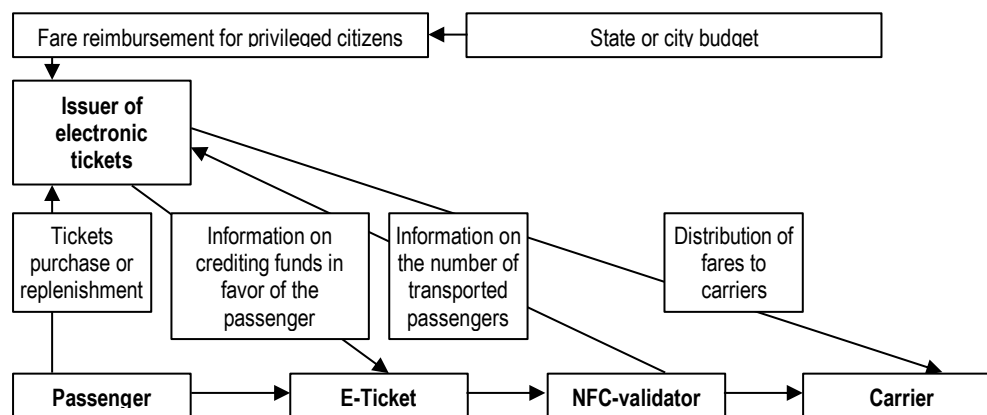 Fare reimbursement for privileged citizens
State or city budget
Issuer of
electronic
tickets
Tickets
purchase or
replenishment
Information on
crediting funds in
favor of the
passenger
Information on
the number of
transported
passengers
Distribution of
fares to
carriers
Passenger
E-Ticket
NFC-validator
Carrier